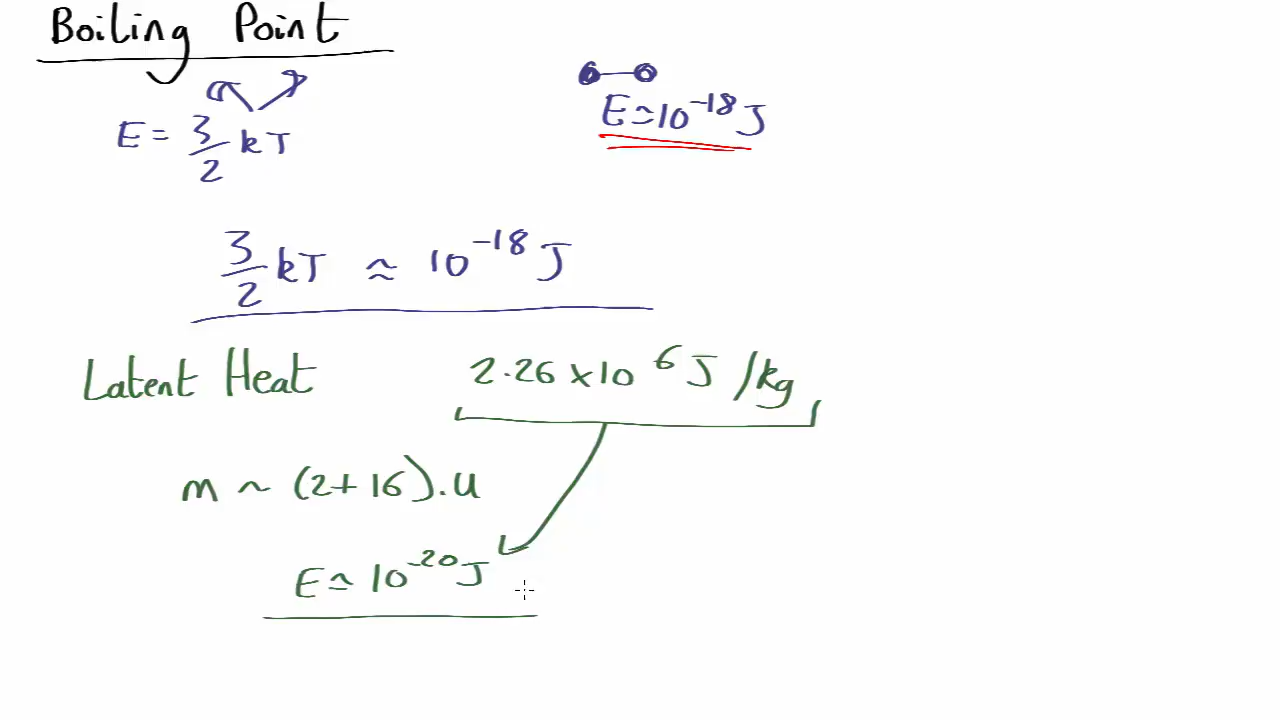 Boiling Point
E = 3/2 kT
E ≃ 10⁻¹⁸ J
3/2 kT ≈ 10⁻¹⁸ J
Latent Heat 2.26 × 10⁶ J /kg
m ~ (2+16).u
E ≃ 10⁻²⁰ J